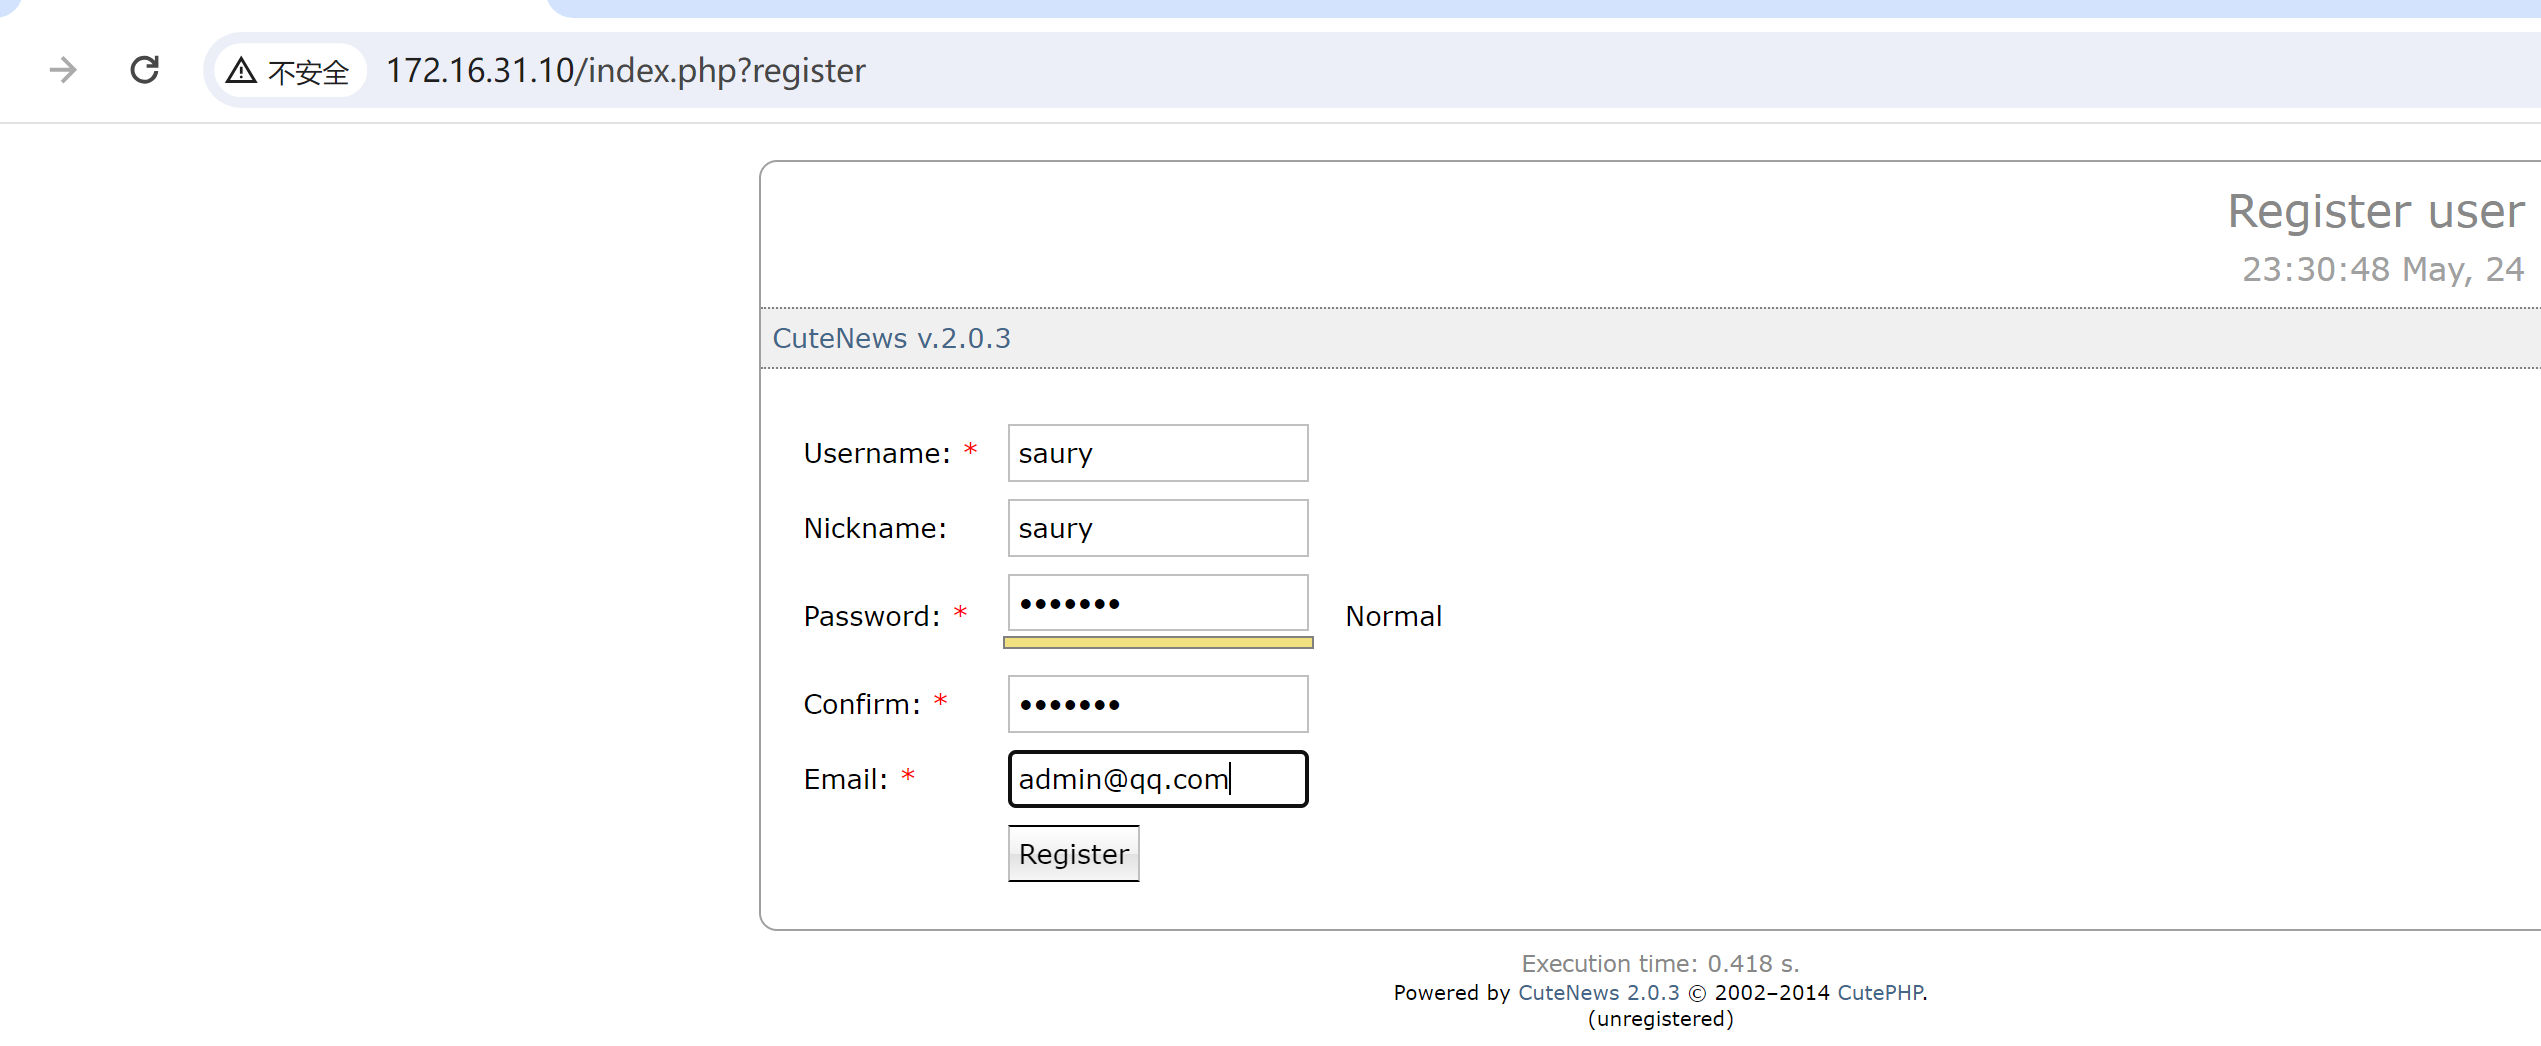 不安全 172.16.31.10/index.php?register
Register user
23:30:48 May, 24
CuteNews v.2.0.3
Username: * saury
Nickname: saury
Password: * ••••••• Normal
Confirm: * •••••••
Email: * admin@qq.com
Register
Execution time: 0.418 s.
Powered by CuteNews 2.0.3 © 2002–2014 CutePHP.
(unregistered)